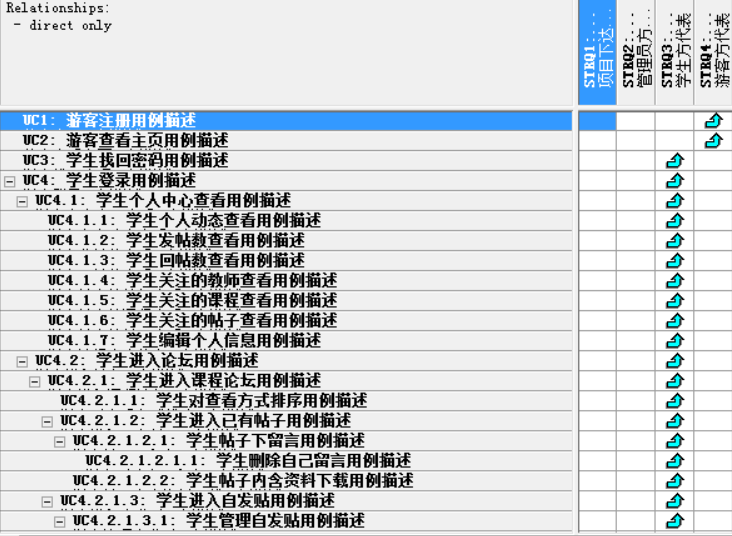 Relationships:
- direct only
STRQ1:...
项目下达...
STRQ2:...
管理员方...
STRQ3:...
学生方代表
STRQ4:...
游客方代表
UC1: 游客注册用例描述
UC2: 游客查看主页用例描述
UC3: 学生找回密码用例描述
UC4: 学生登录用例描述
UC4.1: 学生个人中心查看用例描述
UC4.1.1: 学生个人动态查看用例描述
UC4.1.2: 学生发帖数查看用例描述
UC4.1.3: 学生回帖数查看用例描述
UC4.1.4: 学生关注的教师查看用例描述
UC4.1.5: 学生关注的课程查看用例描述
UC4.1.6: 学生关注的帖子查看用例描述
UC4.1.7: 学生编辑个人信息用例描述
UC4.2: 学生进入论坛用例描述
UC4.2.1: 学生进入课程论坛用例描述
UC4.2.1.1: 学生对查看方式排序用例描述
UC4.2.1.2: 学生进入已有帖子用例描述
UC4.2.1.2.1: 学生帖子下留言用例描述
UC4.2.1.2.1.1: 学生删除自己留言用例描述
UC4.2.1.2.2: 学生帖子内含资料下载用例描述
UC4.2.1.3: 学生进入自发贴用例描述
UC4.2.1.3.1: 学生管理自发贴用例描述